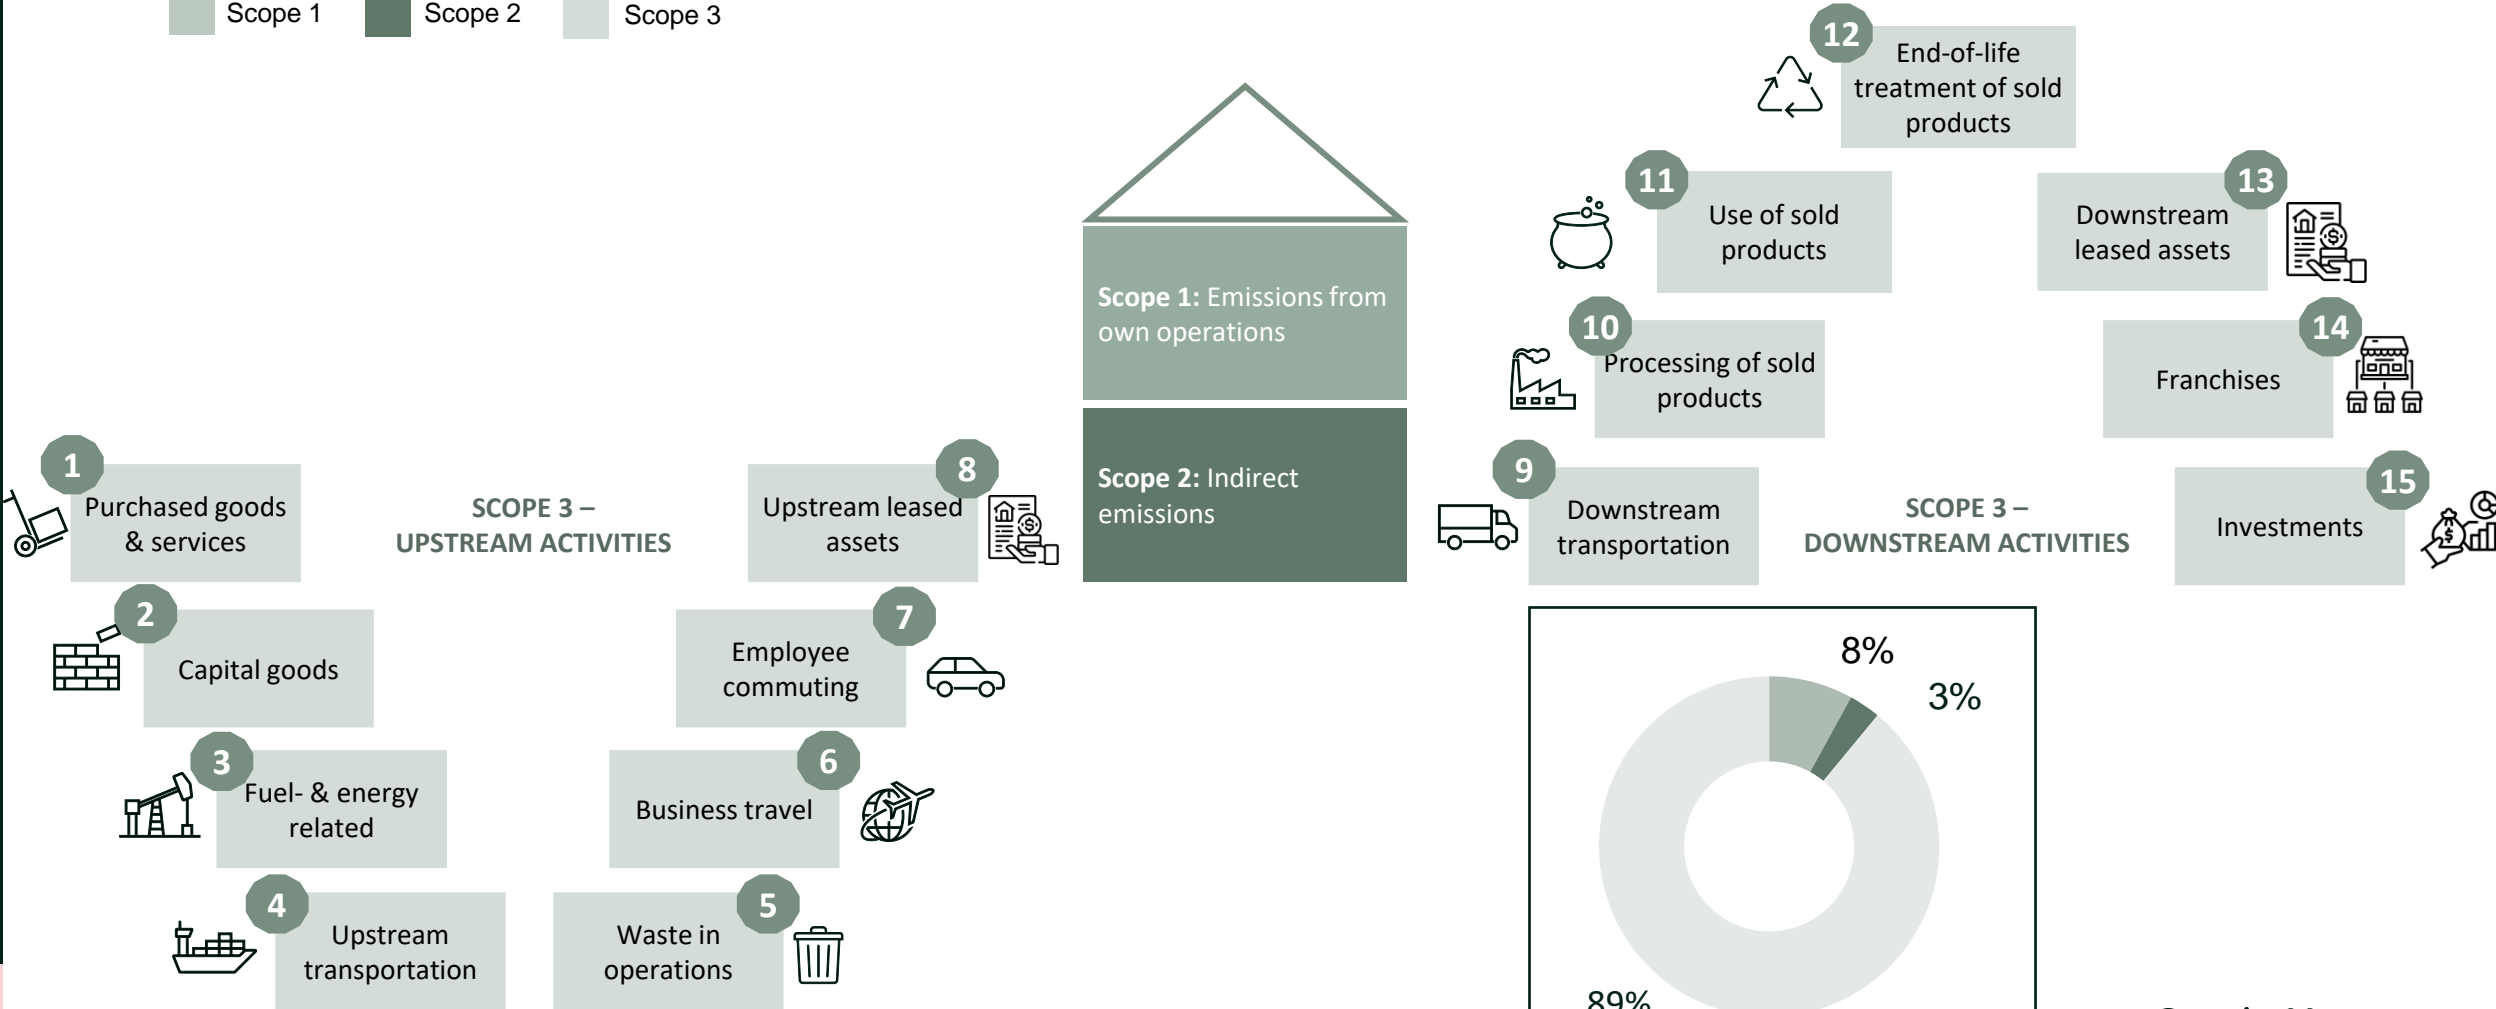 Scope 1
Scope 2
Scope 3
12
End-of-life
treatment of sold
products
11
Use of sold
products
13
Downstream
leased assets
Scope 1: Emissions from
own operations
10
Processing of sold
products
14
Franchises
1
Purchased goods
& services
SCOPE 3 –
UPSTREAM ACTIVITIES
8
Upstream leased
assets
Scope 2: Indirect
emissions
9
Downstream
transportation
SCOPE 3 –
DOWNSTREAM ACTIVITIES
15
Investments
2
Capital goods
7
Employee
commuting
3
Fuel- & energy
related
6
Business travel
4
Upstream
transportation
5
Waste in
operations
8%
3%
89%